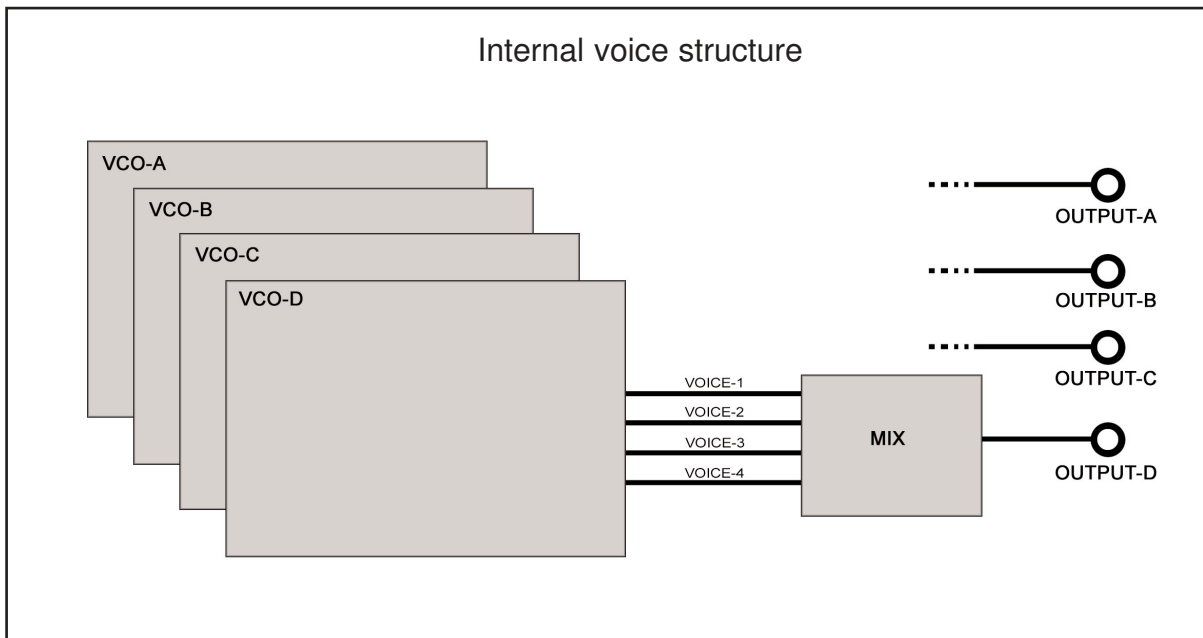 Internal voice structure
VCO-A
VCO-B
VCO-C
VCO-D
VOICE-1
VOICE-2
VOICE-3
VOICE-4
MIX
OUTPUT-A
OUTPUT-B
OUTPUT-C
OUTPUT-D